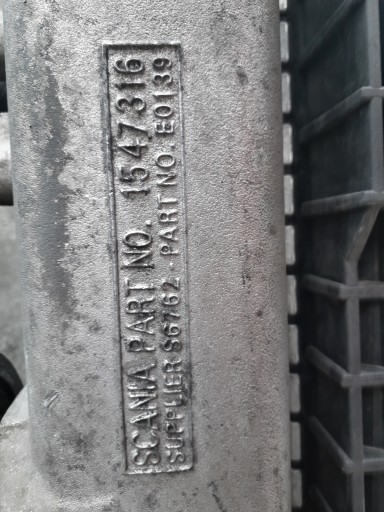 SCANIA PART NO. 1547316
SUPPLIER S6762 - PART NO. E0139